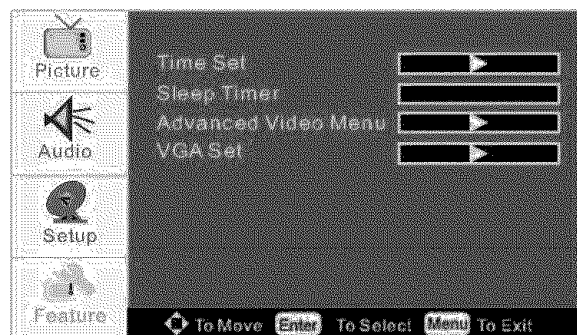 Picture
Audio
Setup
Feature
Time Set
Sleep Timer
Advanced Video Menu
VGA Set
To Move Enter To Select Menu To Exit